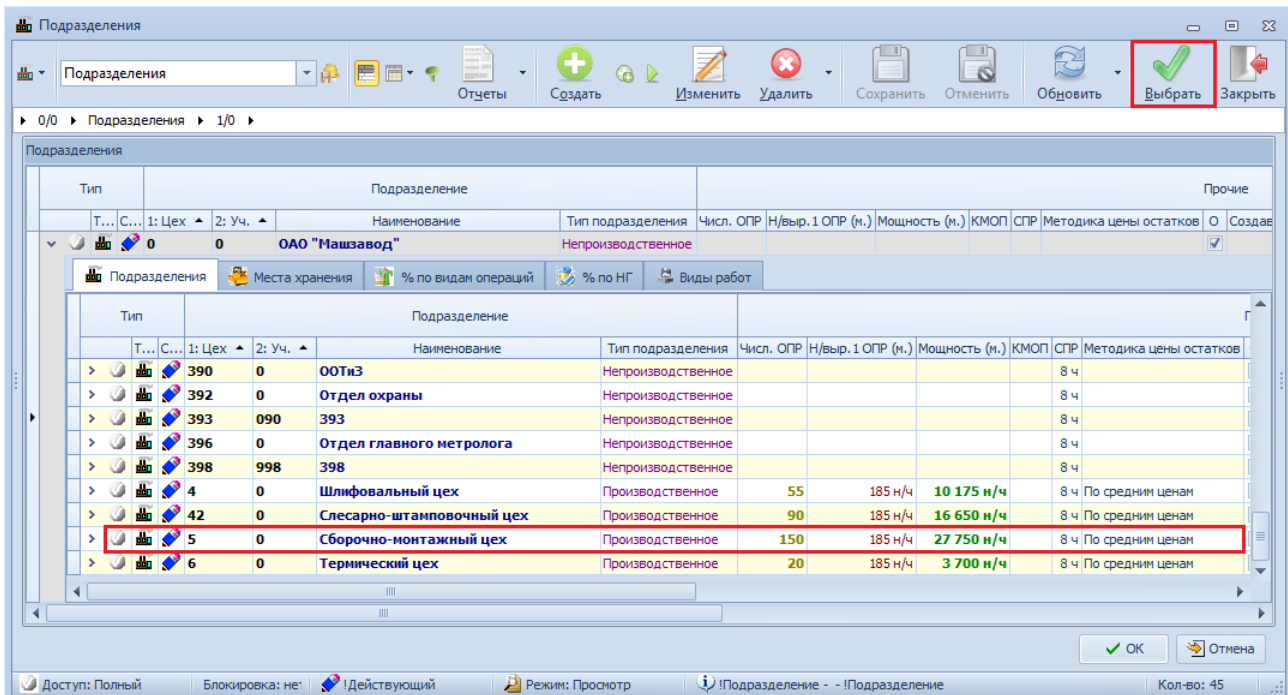 Подразделения
Подразделения
Отчеты
Создать
Изменить
Удалить
Сохранить
Отменить
Обновить
Выбрать
Закрыть
0/0 Подразделения 1/0
Подразделения
Тип Подразделение Прочие
Т... С... 1: Цех 2: Уч. Наименование Тип подразделения Числ. ОПР Н/выр.1 ОПР (м.) Мощность (м.) КМОП СПР Методика цены остатков О Создав
0 0 ОАО "Машзавод" Непроизводственное
Подразделения Места хранения % по видам операций % по НГ Виды работ
Тип Подразделение
Т... С... 1: Цех 2: Уч. Наименование Тип подразделения Числ. ОПР Н/выр.1 ОПР (м.) Мощность (м.) КМОП СПР Методика цены остатков
390 0 ООТиЗ Непроизводственное 8 ч
392 0 Отдел охраны Непроизводственное 8 ч
393 090 393 Непроизводственное 8 ч
396 0 Отдел главного метролога Непроизводственное 8 ч
398 998 398 Непроизводственное 8 ч
4 0 Шлифовальный цех Производственное 55 185 н/ч 10 175 н/ч 8 ч По средним ценам
42 0 Слесарно-штамповочный цех Производственное 90 185 н/ч 16 650 н/ч 8 ч По средним ценам
5 0 Сборочно-монтажный цех Производственное 150 185 н/ч 27 750 н/ч 8 ч По средним ценам
6 0 Термический цех Производственное 20 185 н/ч 3 700 н/ч 8 ч По средним ценам
ОК Отмена
Доступ: Полный Блокировка: нет !Действующий Режим: Просмотр !Подразделение - - !Подразделение Кол-во: 45